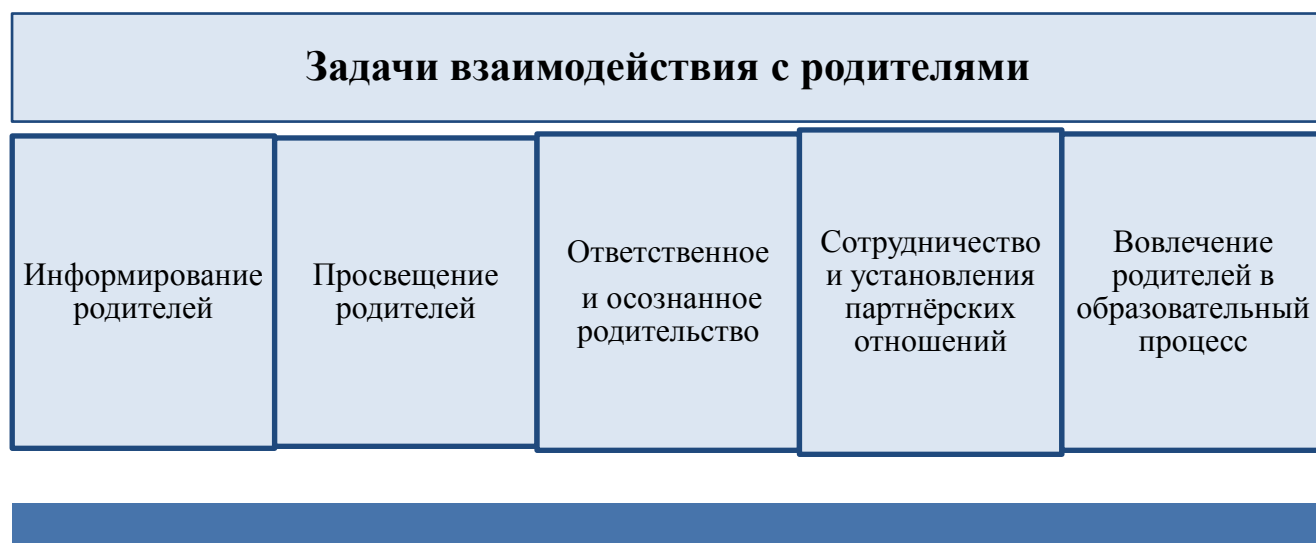 Задачи взаимодействия с родителями
Информирование
родителей
Просвещение
родителей
Ответственное
и осознанное
родительство
Сотрудничество
и установления
партнёрских
отношений
Вовлечение
родителей в
образовательный
процесс